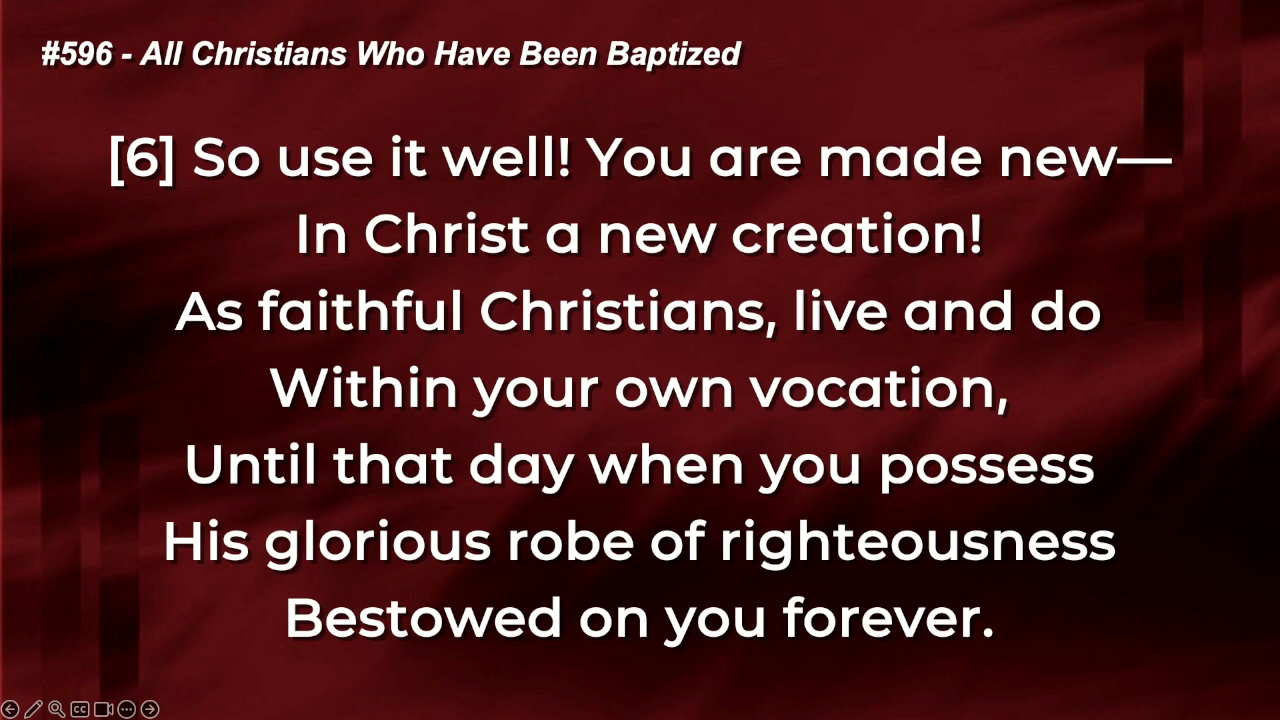 #596 - All Christians Who Have Been Baptized
[6] So use it well! You are made new—
In Christ a new creation!
As faithful Christians, live and do
Within your own vocation,
Until that day when you possess
His glorious robe of righteousness
Bestowed on you forever.
CC